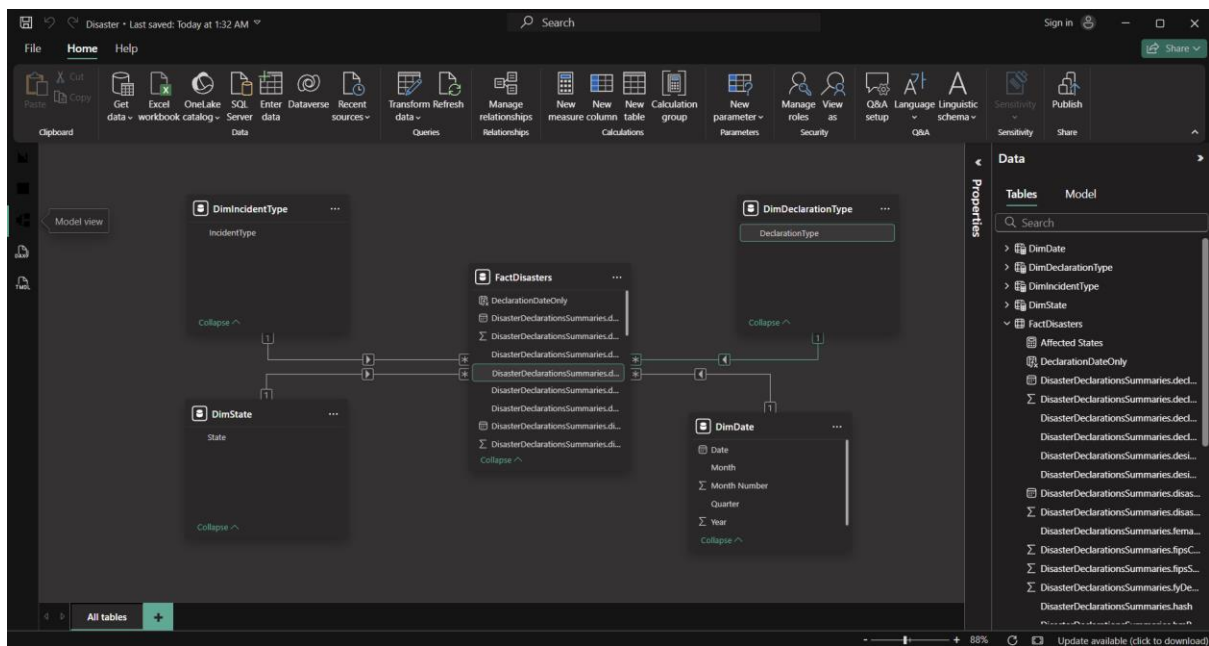 Disaster • Last saved: Today at 1:32 AM
Search
Sign in
File Home Help
Share
Paste
Cut
Copy
Get data
Excel workbook
OneLake catalog
SQL Server
Enter data
Dataverse
Recent sources
Transform data
Refresh
Manage relationships
New measure
New column
New table
Calculation group
New parameter
Manage roles
View as
Q&A setup
Language
Linguistic schema
Sensitivity
Publish
Clipboard
Data
Queries
Relationships
Calculations
Parameters
Security
Q&A
Sensitivity
Share
Model view
DAX
TMDL
DimIncidentType ...
IncidentType
Collapse
1
DimState ...
State
Collapse
1
FactDisasters ...
DeclarationDateOnly
DisasterDeclarationsSummaries.d...
DisasterDeclarationsSummaries.d...
DisasterDeclarationsSummaries.d...
DisasterDeclarationsSummaries.d...
DisasterDeclarationsSummaries.d...
DisasterDeclarationsSummaries.d...
DisasterDeclarationsSummaries.di...
DisasterDeclarationsSummaries.di...
Collapse
*
*
*
*
DimDeclarationType ...
DeclarationType
Collapse
1
DimDate ...
Date
Month
Month Number
Quarter
Year
Collapse
1
Properties
Data
Tables Model
Search
DimDate
DimDeclarationType
DimIncidentType
DimState
FactDisasters
Affected States
DeclarationDateOnly
DisasterDeclarationsSummaries.decl...
DisasterDeclarationsSummaries.decl...
DisasterDeclarationsSummaries.decl...
DisasterDeclarationsSummaries.decl...
DisasterDeclarationsSummaries.desi...
DisasterDeclarationsSummaries.desi...
DisasterDeclarationsSummaries.disas...
DisasterDeclarationsSummaries.disas...
DisasterDeclarationsSummaries.fema...
DisasterDeclarationsSummaries.fipsC...
DisasterDeclarationsSummaries.fipsS...
DisasterDeclarationsSummaries.fyDe...
DisasterDeclarationsSummaries.hash
All tables +
- + 88% Update available (click to download)